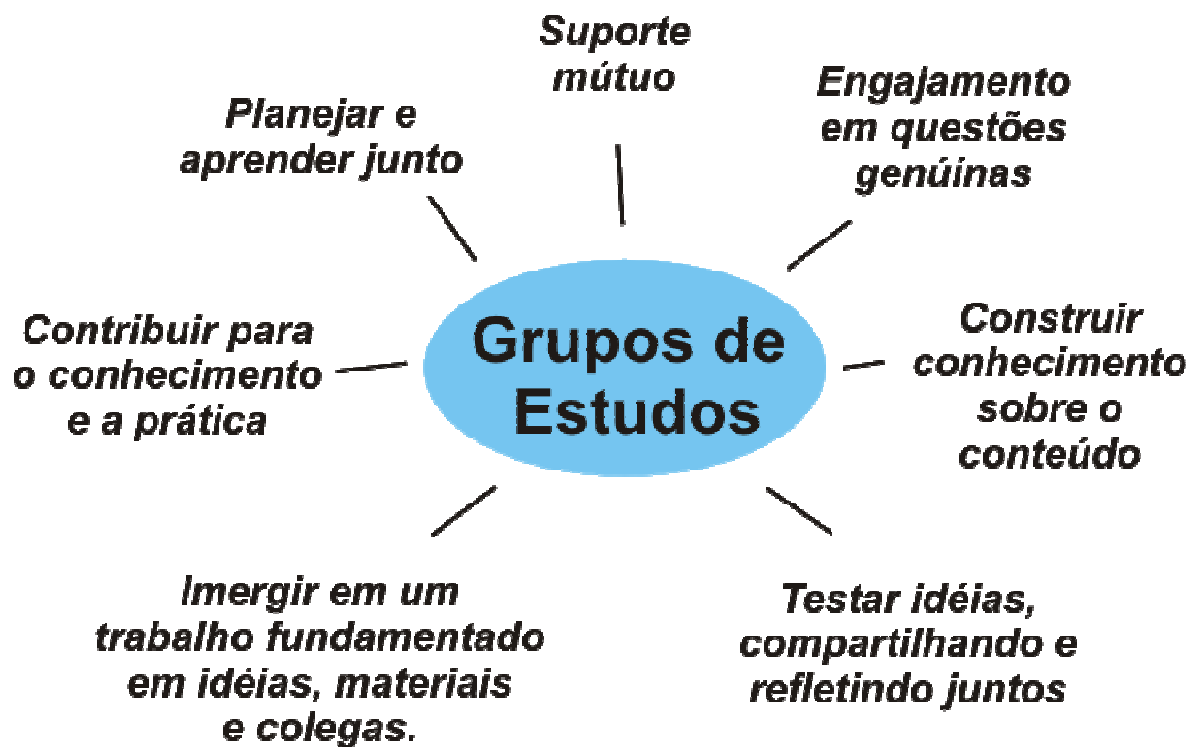 Suporte
mútuo
Engajamento
em questões
genúínas
Planejar e
aprender junto
Grupos de
Estudos
Construir
conhecimento
sobre o
conteúdo
Contribuir para
o conhecimento
e a prática
Imergir em um
trabalho fundamentado
em idéias, materiais
e colegas.
Testar idéias,
compartilhando e
refletindo juntos